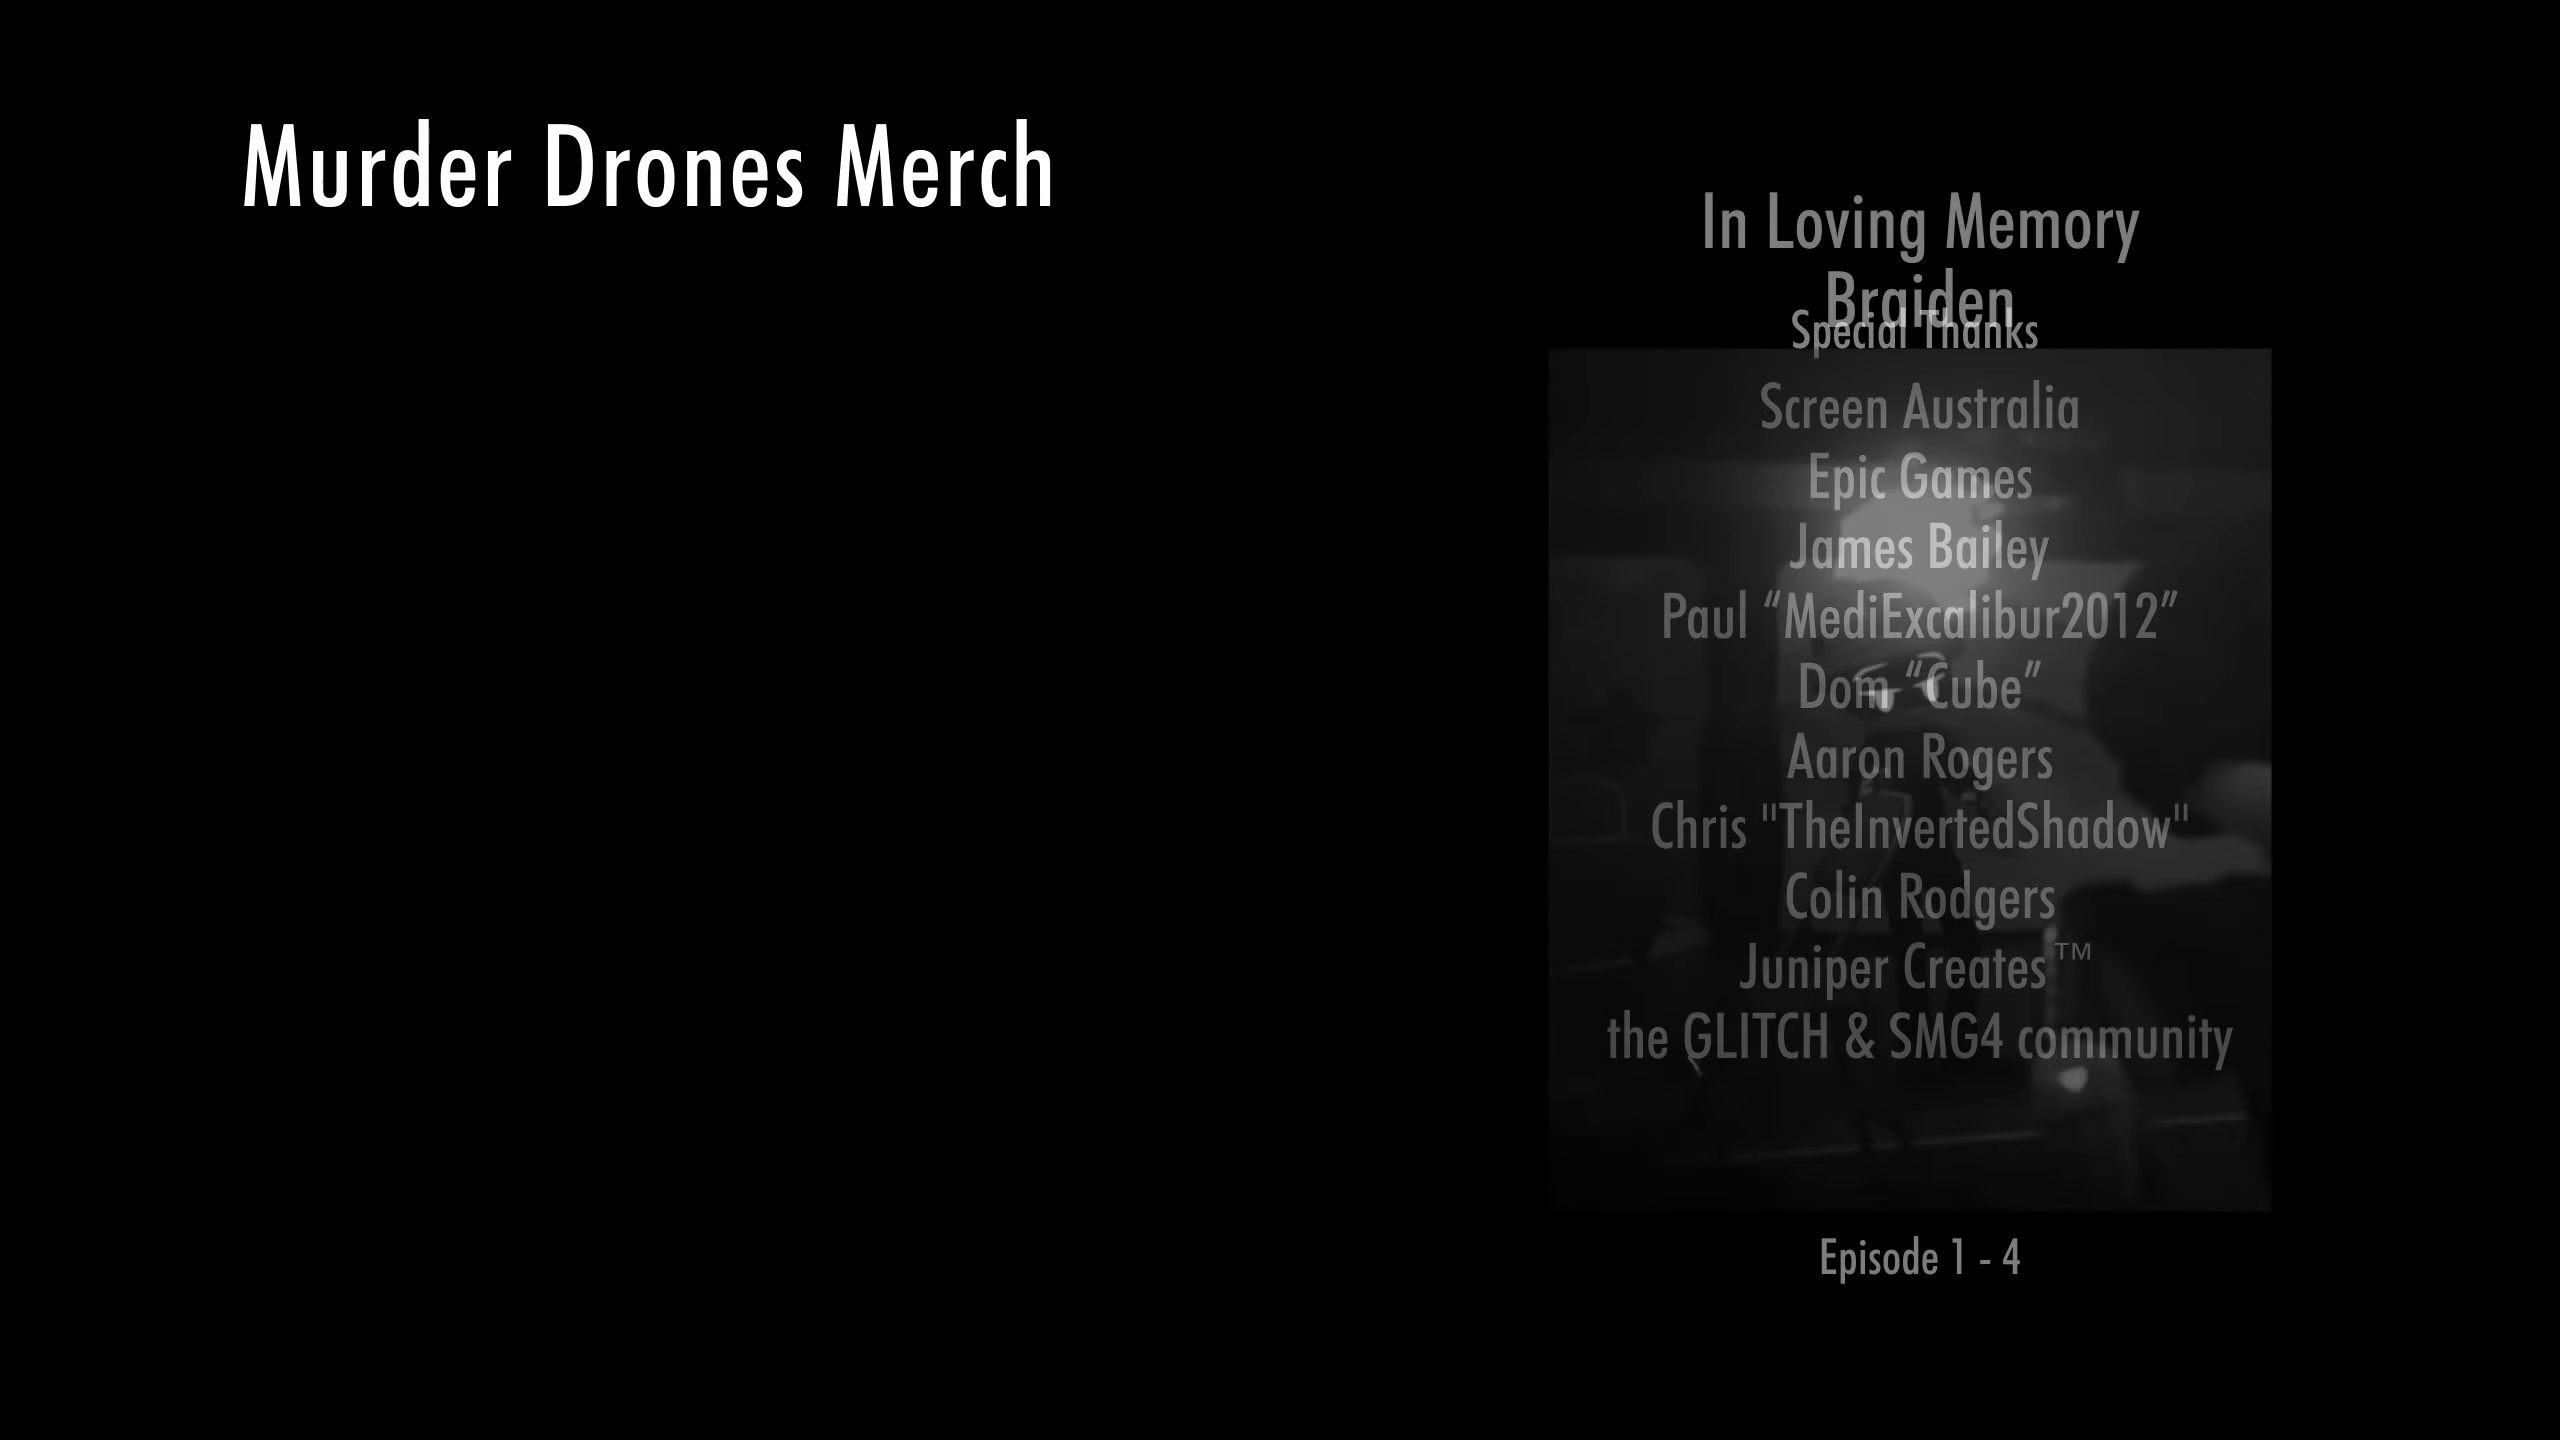 Murder Drones Merch
In Loving Memory
Braiden
Special Thanks
Screen Australia
Epic Games
James Bailey
Paul “MediExcalibur2012”
Dom “Cube”
Aaron Rogers
Chris "TheInvertedShadow"
Colin Rodgers
Juniper Creates™
the GLITCH & SMG4 community
Episode 1 - 4